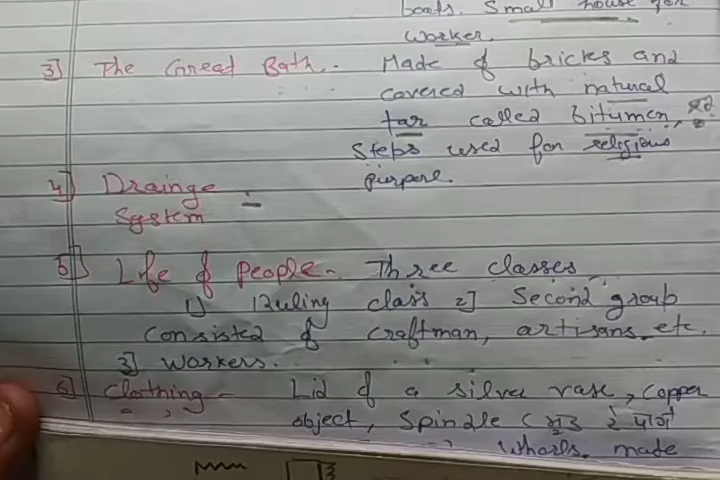 boats. Small house for
worker.
3] The Gread Bath.. Made of bricks and
covered with natural
tar called Bitumen,
Steps used for religious
purpose.
4] Drainge :-
System
5] Life of people- Three classes
1] Ruling class 2] Second group
consisted of craftman, artisans. etc.
3] workers.
6] Clothing - Lid of a silver vase, copper
object, Spindle (
whorls. made